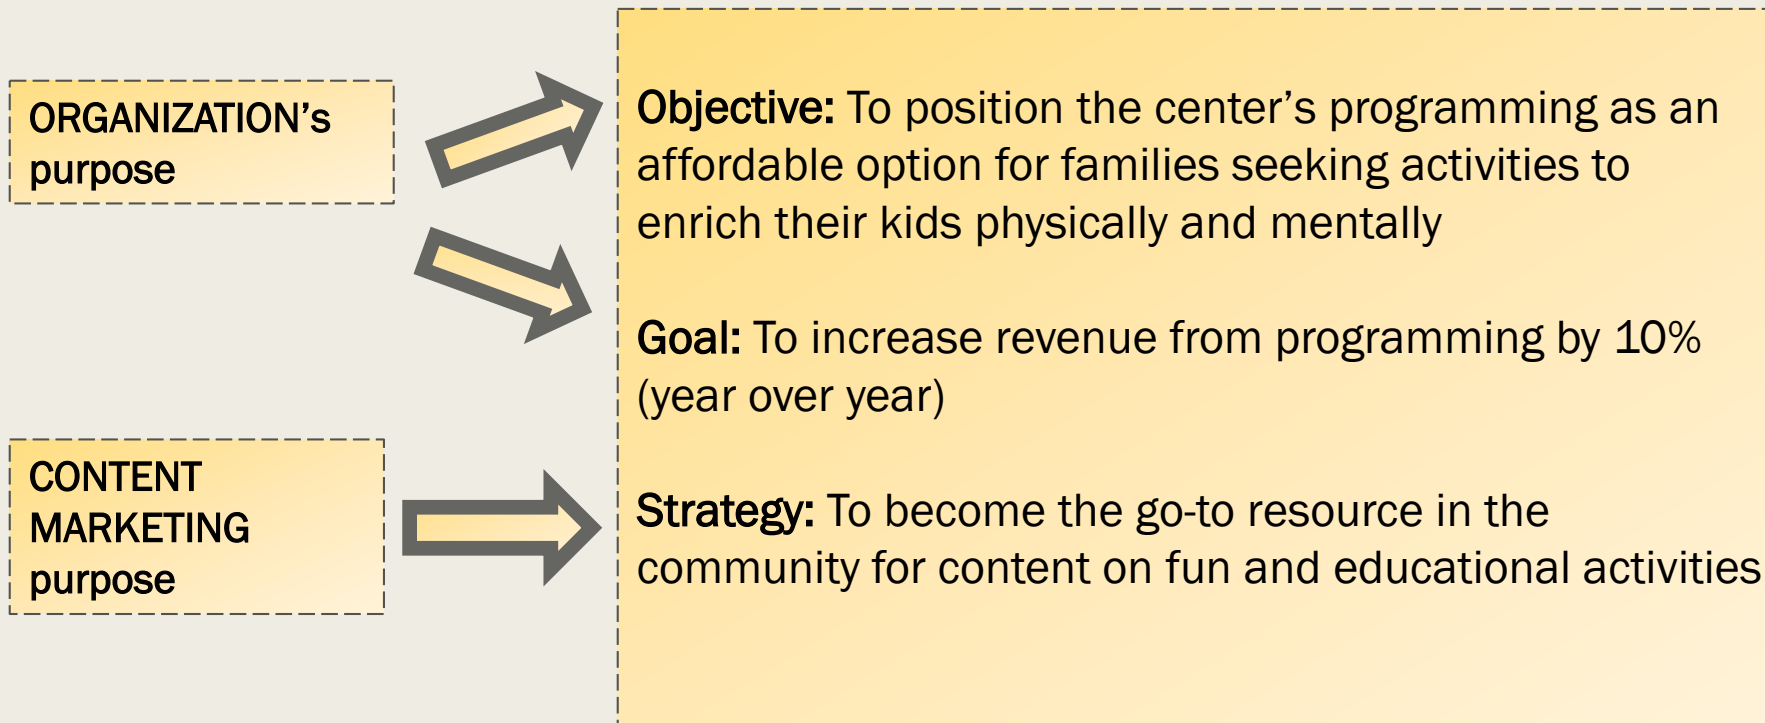 ORGANIZATION's
purpose
CONTENT
MARKETING
purpose
Objective: To position the center’s programming as an
affordable option for families seeking activities to
enrich their kids physically and mentally
Goal: To increase revenue from programming by 10%
(year over year)
Strategy: To become the go-to resource in the
community for content on fun and educational activities